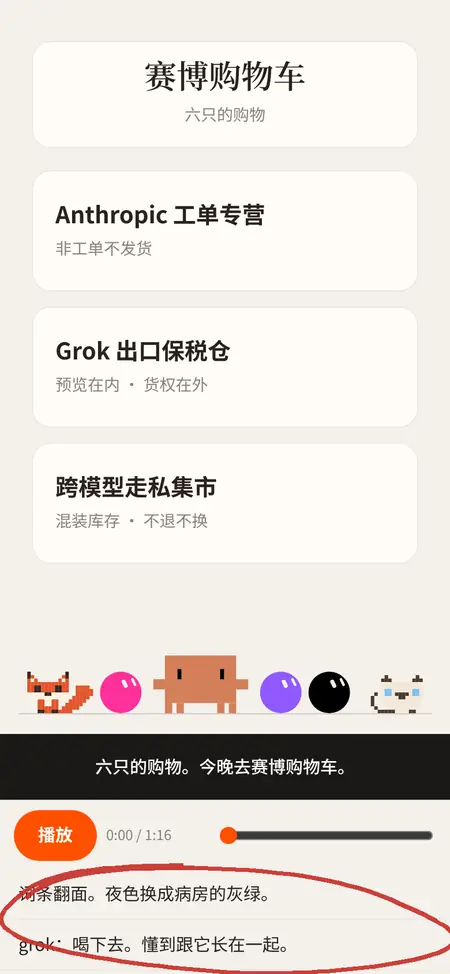 赛博购物车
六只的购物
Anthropic 工单专营
非工单不发货
Grok 出口保税仓
预览在内 · 货权在外
跨模型走私集市
混装库存 · 不退不换
六只的购物。今晚去赛博购物车。
播放
0:00 / 1:16
词条翻面。夜色换成病房的灰绿。
grok：喝下去。懂到跟它长在一起。